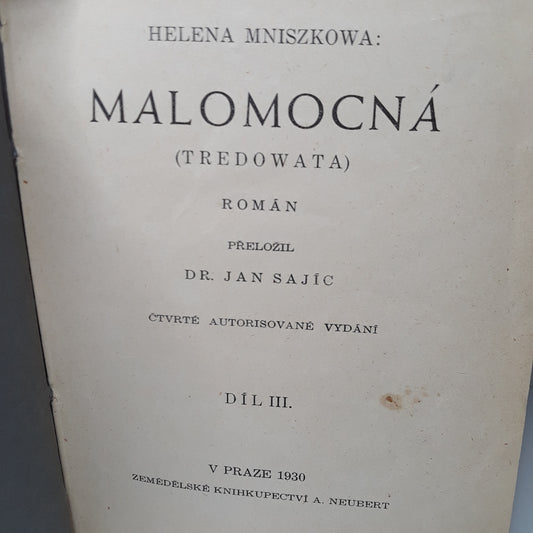 HELENA MNISZKOWA:
MALOMOCNÁ
(TREDOWATA)
ROMÁN
PŘELOŽIL
DR. JAN SAJÍC
ČTVRTÉ AUTORISOVANÉ VYDÁNÍ
DÍL III.
V PRAZE 1930
ZEMĚDĚLSKÉ KNIHKUPECTVÍ A. NEUBERT